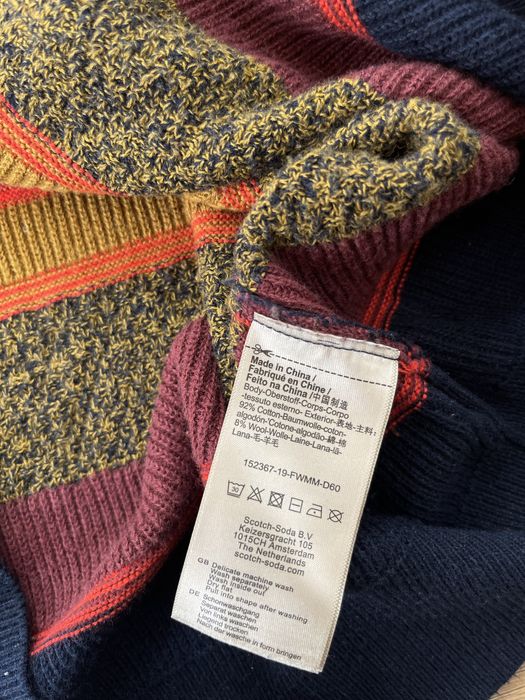 Made in China /
Fabriqué en Chine /
Feito na China /中国制造
Body-Oberstoff-Corps-Corpo
-tessuto esterno- Exterior-表地-主料:
92% Cotton-Baumwolle-coton-
algodón-'Cotone-algodão-綿-棉
8% Wool-Wolle-Laine-Lana-lã-
Lana-毛-羊毛
152367-19-FWMM-D60
30
Scotch-Soda B.V
Keizersgracht 105
1015CH Amsterdam
The Netherlands
scotch-soda.com
GB Delicate machine wash
Wash separately
Wash inside out
Dry flat
Pull into shape after washing
DE Schonwaschgang
Separat waschen
Von links waschen
Liegend trocken
Nach der wäsche in form bringen